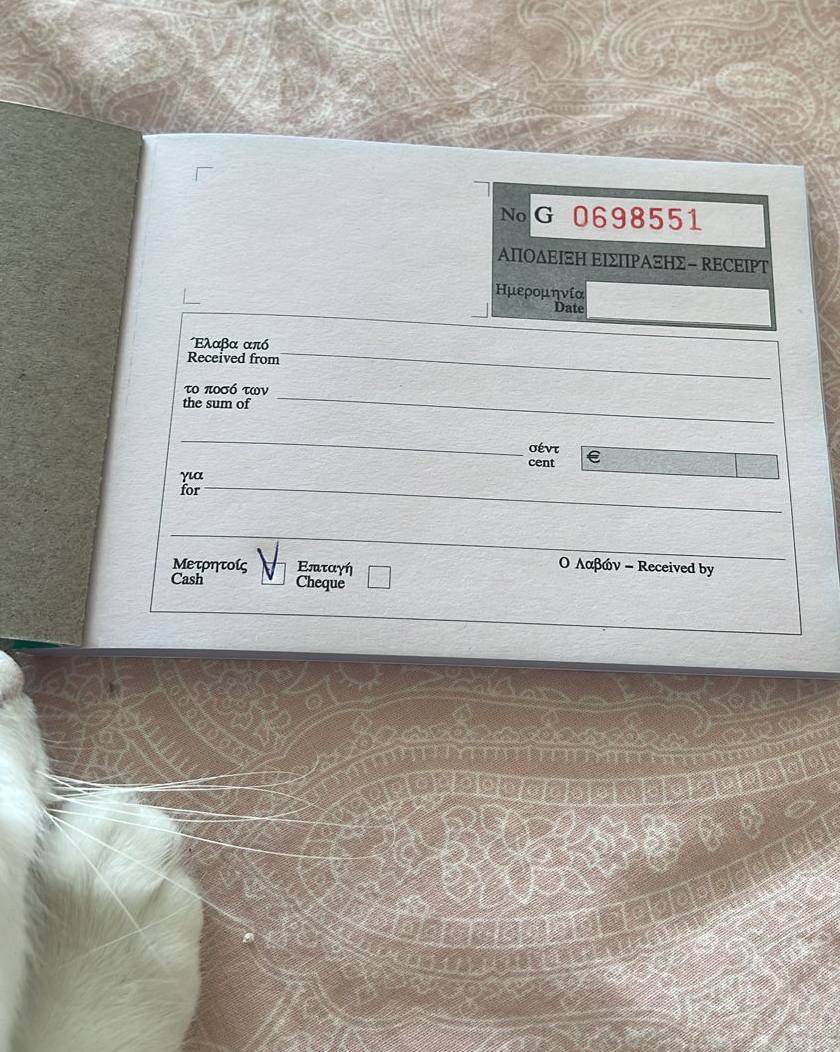 No G 0698551
ΑΠΟΔΕΙΞΗ ΕΙΣΠΡΑΞΗΣ – RECEIPT
Ημερομηνία
Date
Έλαβα από
Received from
το ποσό των
the sum of
σέντ
cent
€
για
for
Μετρητοίς
Cash
Επιταγή
Cheque
Ο Λαβών – Received by